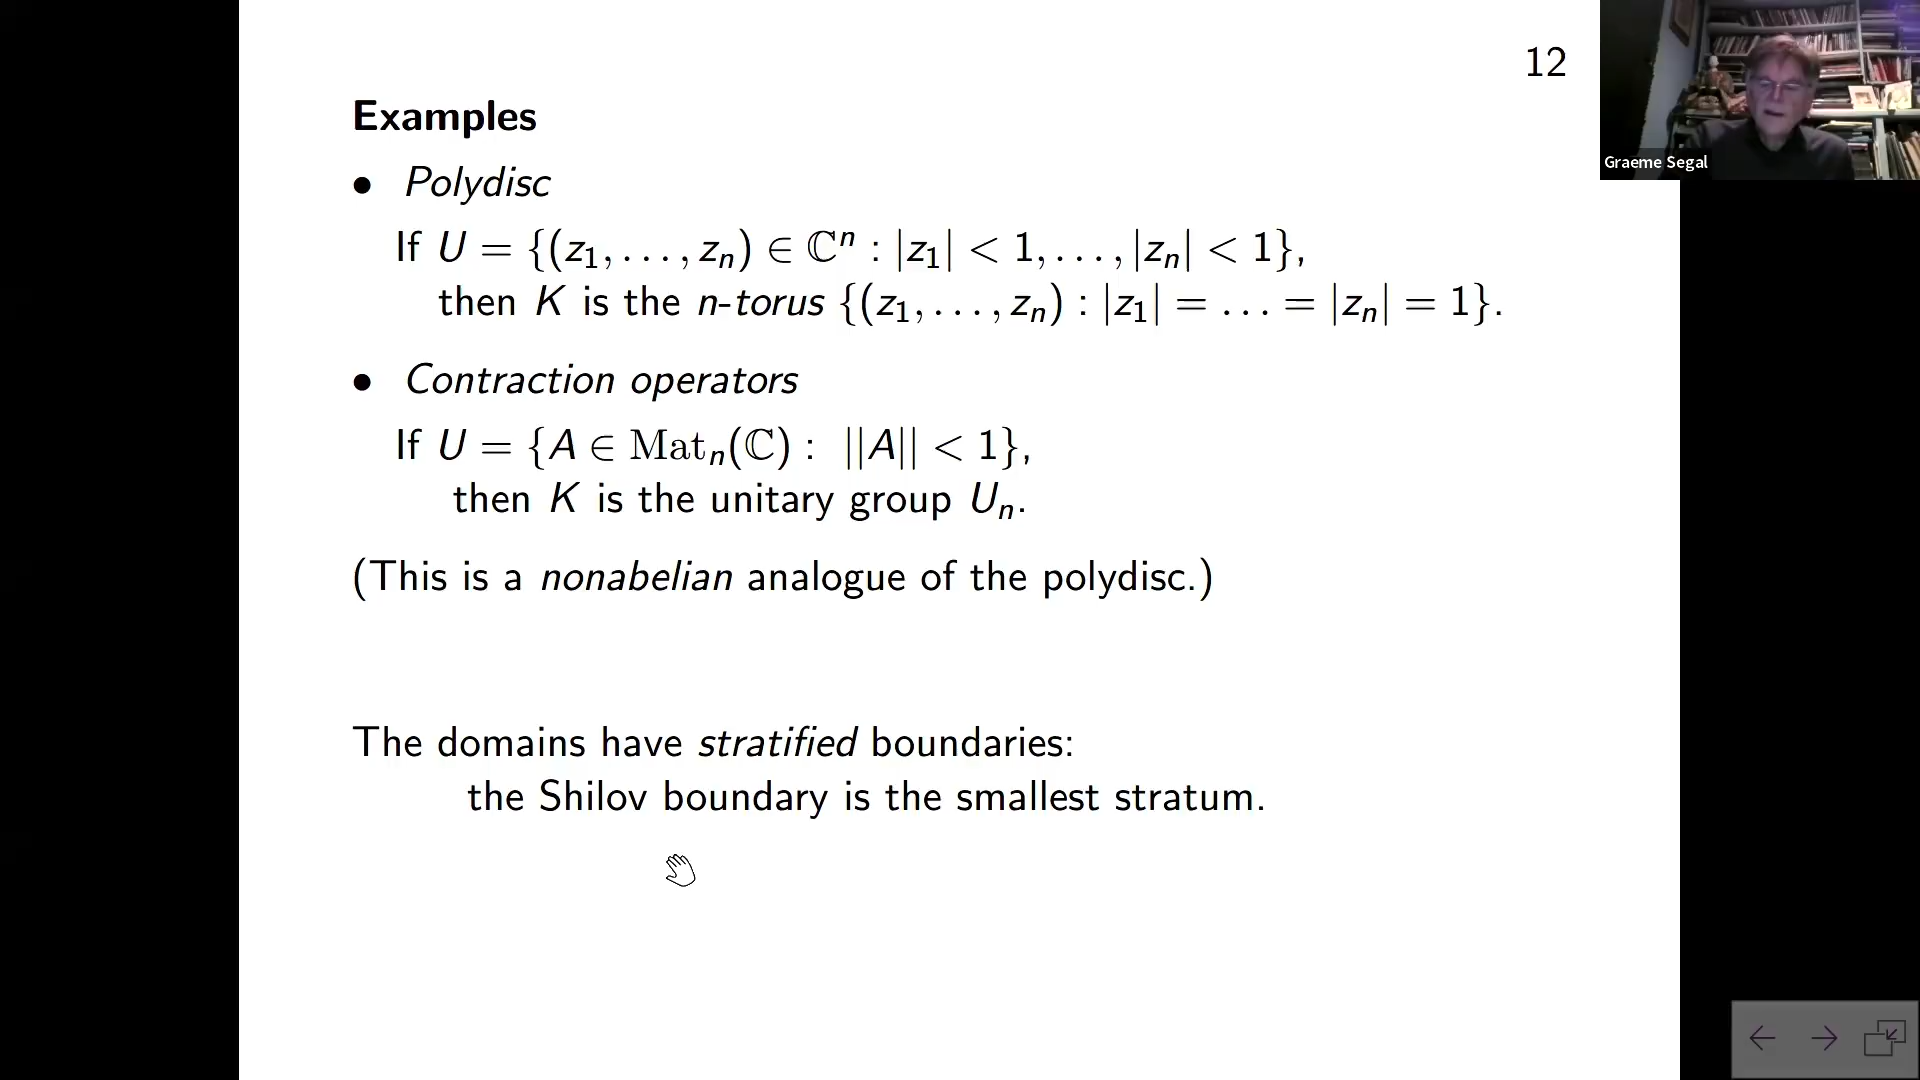 12
Graeme Segal
Examples
• Polydisc
If U = {(z₁, . . . , zₙ) ∈ ℂⁿ : |z₁| < 1, . . . , |zₙ| < 1},
then K is the n-torus {(z₁, . . . , zₙ) : |z₁| = . . . = |zₙ| = 1}.
• Contraction operators
If U = {A ∈ Matₙ(ℂ) : ||A|| < 1},
then K is the unitary group Uₙ.
(This is a nonabelian analogue of the polydisc.)
The domains have stratified boundaries:
the Shilov boundary is the smallest stratum.